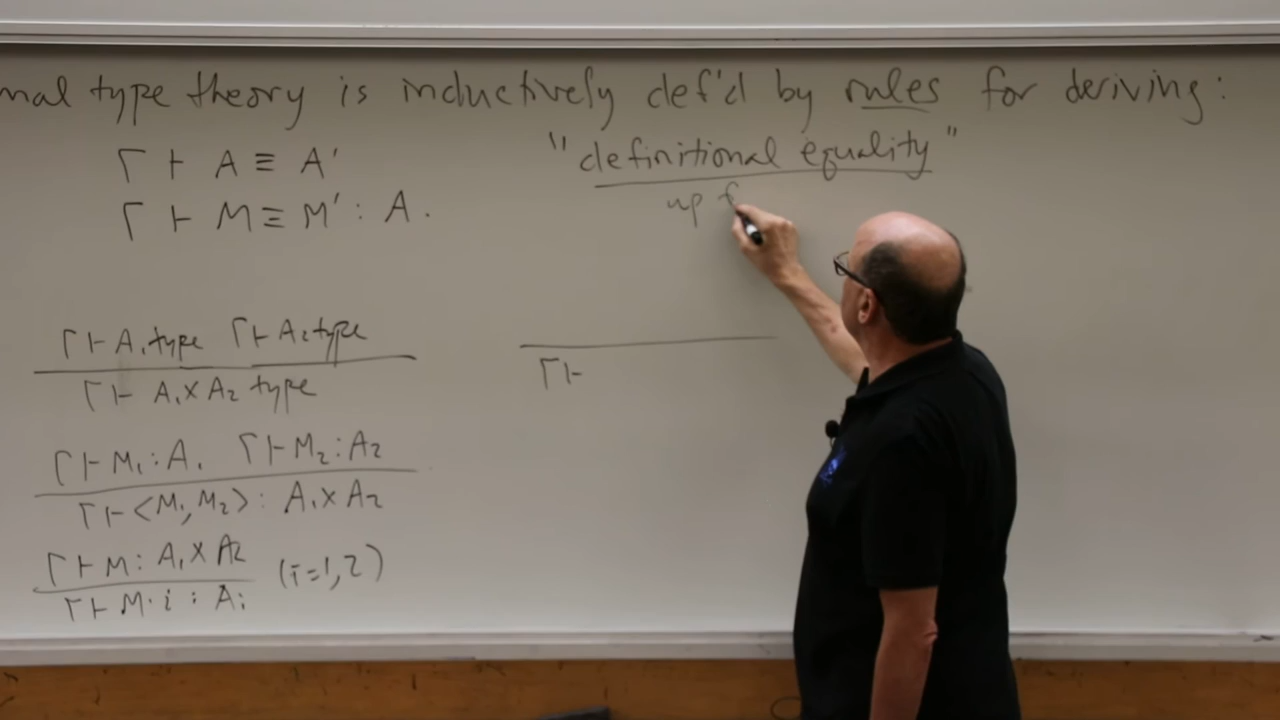 nal type theory is inductively def'd by rules for deriving:
Γ ⊢ A ≡ A'
Γ ⊢ M ≡ M' : A.
"definitional equality"
up f
Γ ⊢ A₁ type Γ ⊢ A₂ type
Γ ⊢ A₁ × A₂ type
Γ ⊢ M₁ : A₁ Γ ⊢ M₂ : A₂
Γ ⊢ <M₁, M₂> : A₁ × A₂
Γ ⊢ M : A₁ × A₂ (i=1,2)
Γ ⊢ M·i : Aᵢ
Γ ⊢